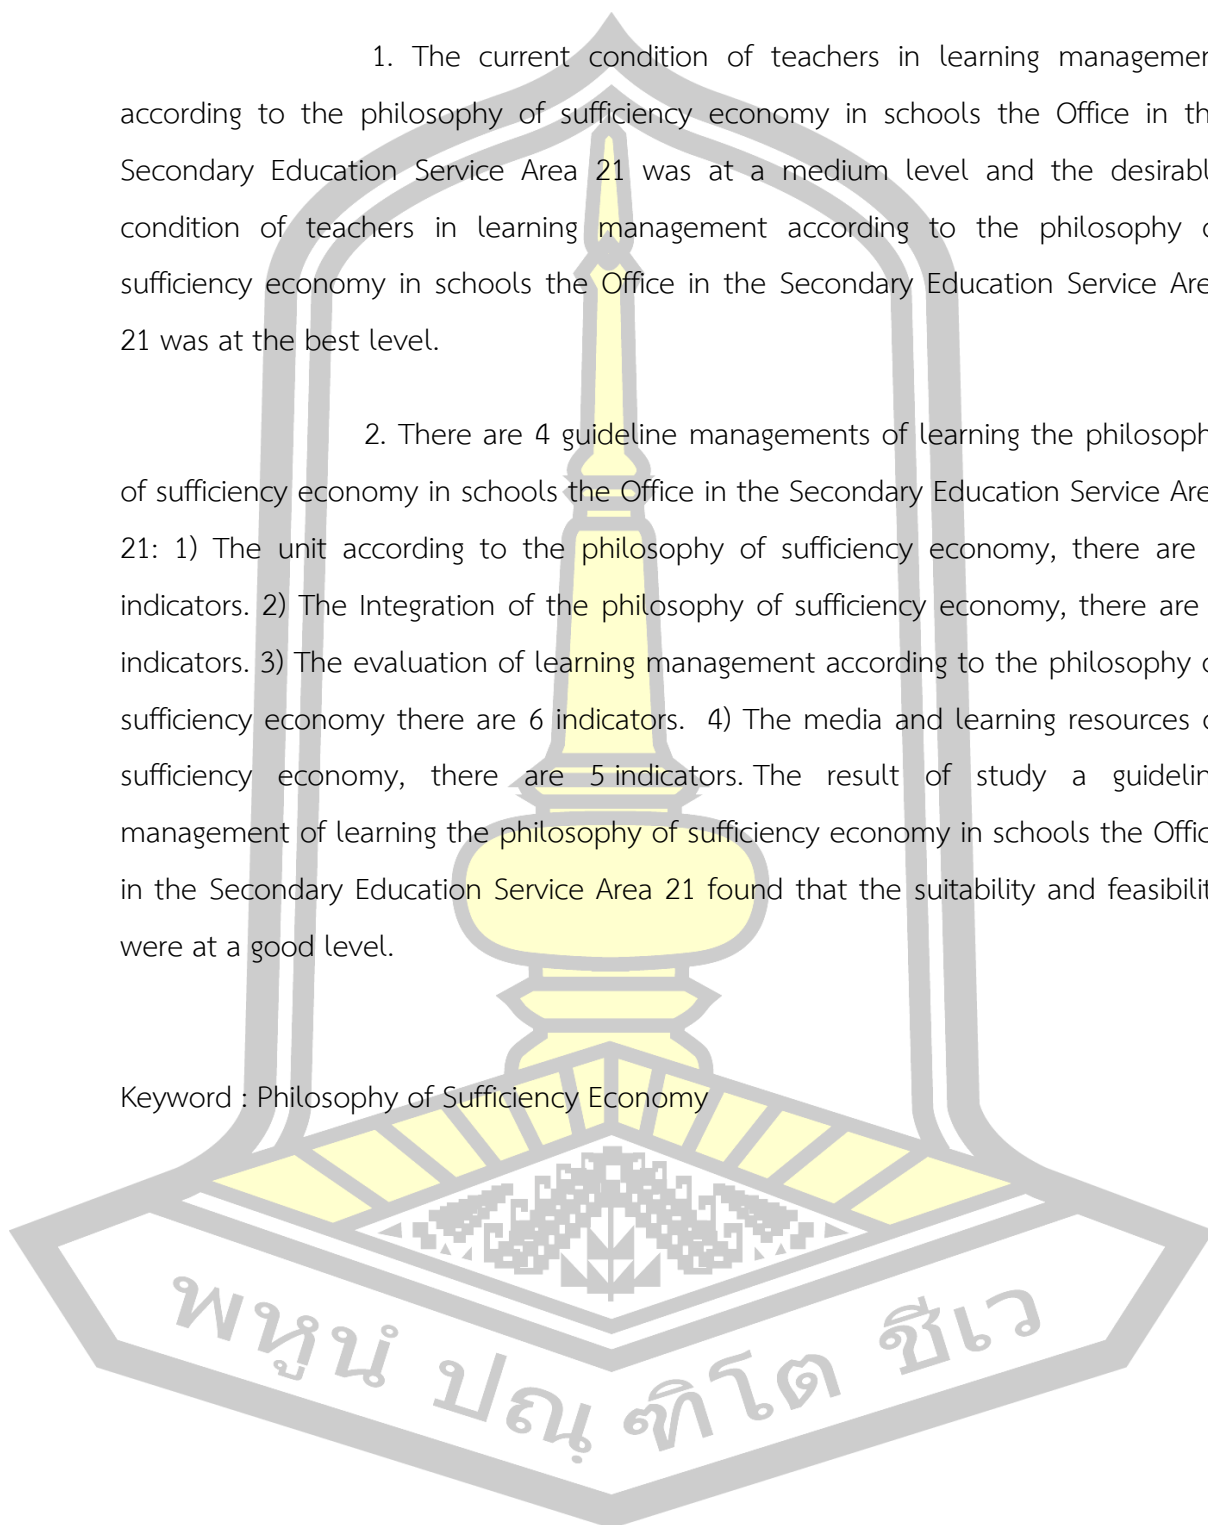 1. The current condition of teachers in learning managemen
according to the philosophy of sufficiency economy in schools the Office in th
Secondary Education Service Area 21 was at a medium level and the desirabl
condition of teachers in learning management according to the philosophy o
sufficiency economy in schools the Office in the Secondary Education Service Are
21 was at the best level.
2. There are 4 guideline managements of learning the philosoph
of sufficiency economy in schools the Office in the Secondary Education Service Are
21: 1) The unit according to the philosophy of sufficiency economy, there are
indicators. 2) The Integration of the philosophy of sufficiency economy, there are
indicators. 3) The evaluation of learning management according to the philosophy o
sufficiency economy there are 6 indicators. 4) The media and learning resources o
sufficiency economy, there are 5 indicators. The result of study a guidelin
management of learning the philosophy of sufficiency economy in schools the Offic
in the Secondary Education Service Area 21 found that the suitability and feasibilit
were at a good level.
Keyword : Philosophy of Sufficiency Economy
พหูนํ ปณฺฑิโต ชีเว